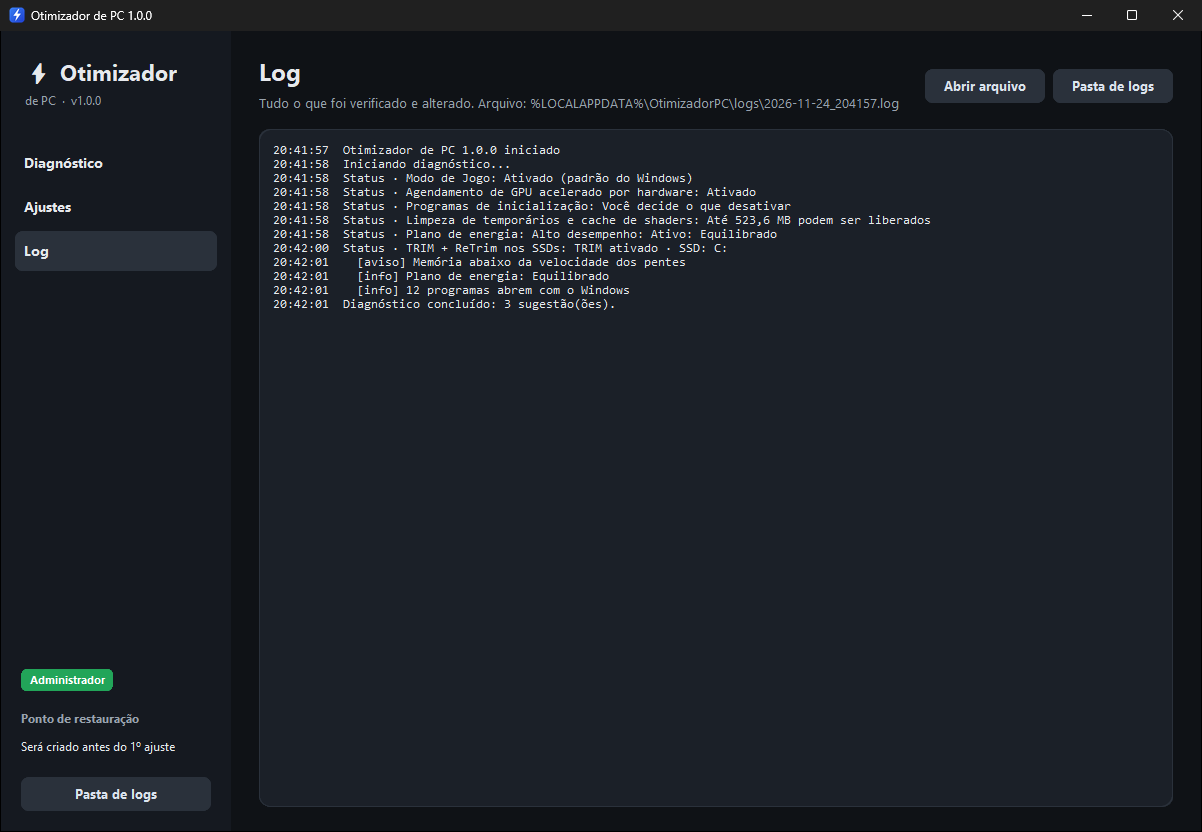 Otimizador de PC 1.0.0
Otimizador
de PC · v1.0.0
Diagnóstico
Ajustes
Log
Administrador
Ponto de restauração
Será criado antes do 1º ajuste
Pasta de logs
Log
Tudo o que foi verificado e alterado. Arquivo: %LOCALAPPDATA%\OtimizadorPC\logs\2026-11-24_204157.log
Abrir arquivo
Pasta de logs
20:41:57  Otimizador de PC 1.0.0 iniciado
20:41:58  Iniciando diagnóstico...
20:41:58  Status · Modo de Jogo: Ativado (padrão do Windows)
20:41:58  Status · Agendamento de GPU acelerado por hardware: Ativado
20:41:58  Status · Programas de inicialização: Você decide o que desativar
20:41:58  Status · Limpeza de temporários e cache de shaders: Até 523,6 MB podem ser liberados
20:41:58  Status · Plano de energia: Alto desempenho: Ativo: Equilibrado
20:42:00  Status · TRIM + ReTrim nos SSDs: TRIM ativado · SSD: C:
20:42:01    [aviso] Memória abaixo da velocidade dos pentes
20:42:01    [info] Plano de energia: Equilibrado
20:42:01    [info] 12 programas abrem com o Windows
20:42:01  Diagnóstico concluído: 3 sugestão(ões).